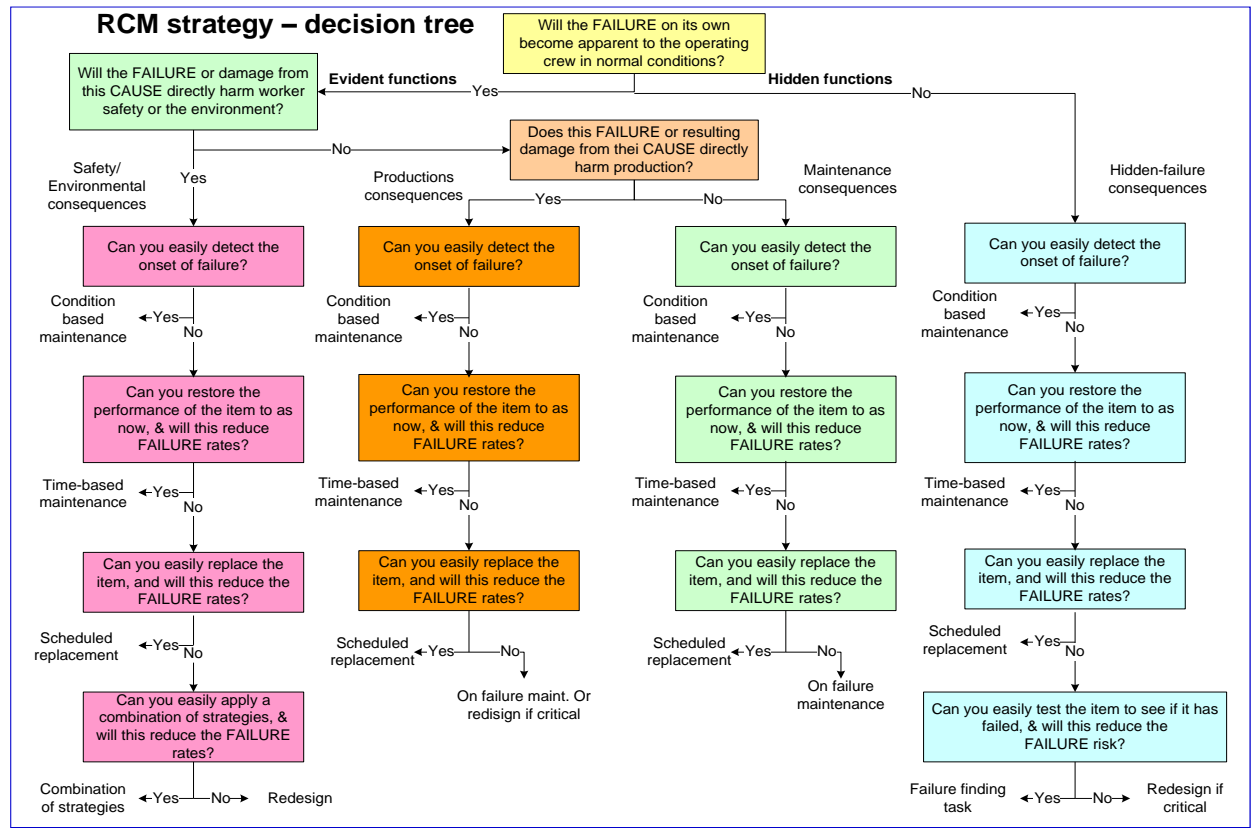 RCM strategy – decision tree
Will the FAILURE on its own
become apparent to the operating
crew in normal conditions?
Will the FAILURE or damage from
this CAUSE directly harm worker
safety or the environment?
Evident functions
Hidden functions
Yes
No
Does this FAILURE or resulting
damage from thei CAUSE directly
harm production?
No
Safety/
Environmental
consequences
Yes
Productions
consequences
Yes
No
Maintenance
consequences
Hidden-failure
consequences
Can you easily detect the
onset of failure?
Can you easily detect the
onset of failure?
Can you easily detect the
onset of failure?
Can you easily detect the
onset of failure?
Condition
based
maintenance
Yes
No
Condition
based
maintenance
Yes
No
Condition
based
maintenance
Yes
No
Condition
based
maintenance
Yes
No
Can you restore the
performance of the item to as
now, & will this reduce
FAILURE rates?
Can you restore the
performance of the item to as
now, & will this reduce
FAILURE rates?
Can you restore the
performance of the item to as
now, & will this reduce
FAILURE rates?
Can you restore the
performance of the item to as
now, & will this reduce
FAILURE rates?
Time-based
maintenance
Yes
No
Time-based
maintenance
Yes
No
Time-based
maintenance
Yes
No
Time-based
maintenance
Yes
No
Can you easily replace the
item, and will this reduce the
FAILURE rates?
Can you easily replace the
item, and will this reduce the
FAILURE rates?
Can you easily replace the
item, and will this reduce the
FAILURE rates?
Can you easily replace the
item, and will this reduce the
FAILURE rates?
Scheduled
replacement
Yes
No
Scheduled
replacement
Yes
No
On failure maint. Or
redisign if critical
Scheduled
replacement
Yes
No
On failure
maintenance
Scheduled
replacement
Yes
No
Can you easily apply a
combination of strategies, &
will this reduce the FAILURE
rates?
Can you easily test the item to see if it has
failed, & will this reduce the
FAILURE risk?
Combination
of strategies
Yes
No
Redesign
Failure finding
task
Yes
No
Redesign if
critical